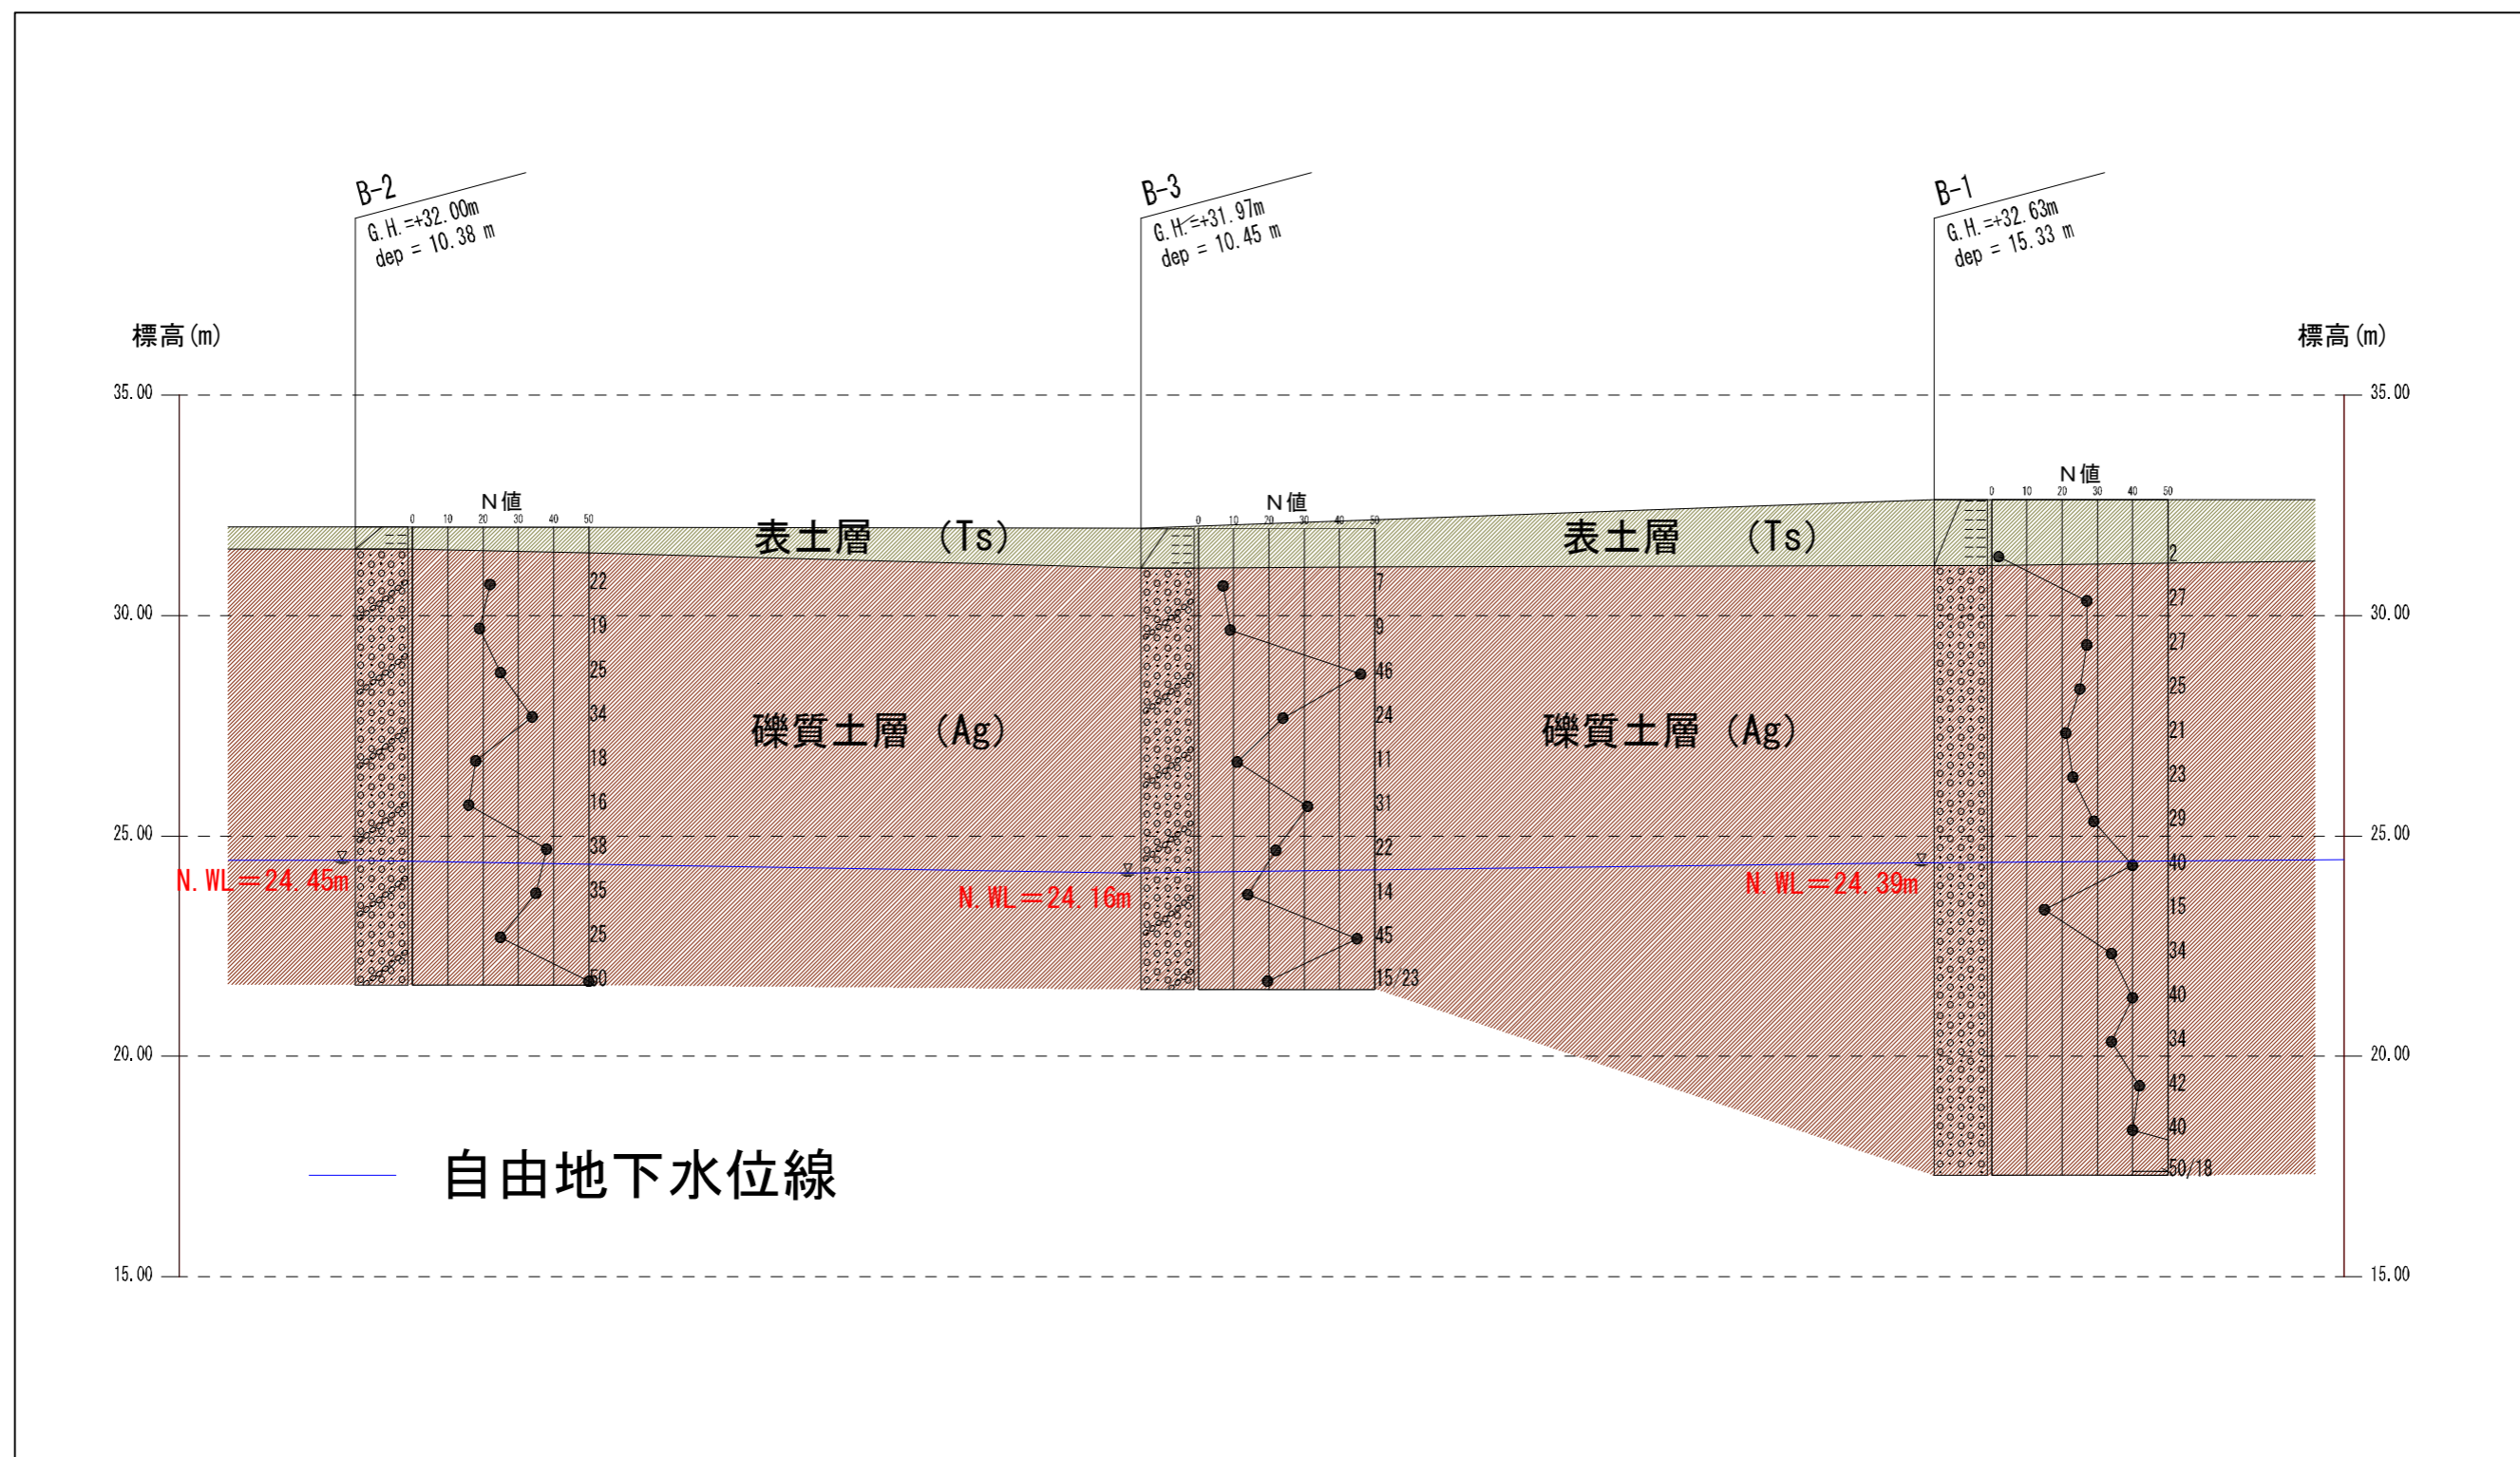 B-2
G.H.=+32.00m
dep = 10.38 m
B-3
G.H.=+31.97m
dep = 10.45 m
B-1
G.H.=+32.63m
dep = 15.33 m
標高(m)
標高(m)
35.00
35.00
30.00
30.00
25.00
25.00
20.00
20.00
15.00
15.00
N値
0 10 20 30 40 50
22
19
25
34
18
16
38
35
25
50
N値
0 10 20 30 40 50
7
9
46
24
11
31
22
14
45
15/23
N値
0 10 20 30 40 50
2
27
27
25
21
23
29
40
15
34
40
34
42
40
50/18
表土層 (Ts)
表土層 (Ts)
礫質土層 (Ag)
礫質土層 (Ag)
N.WL=24.45m
N.WL=24.16m
N.WL=24.39m
自由地下水位線